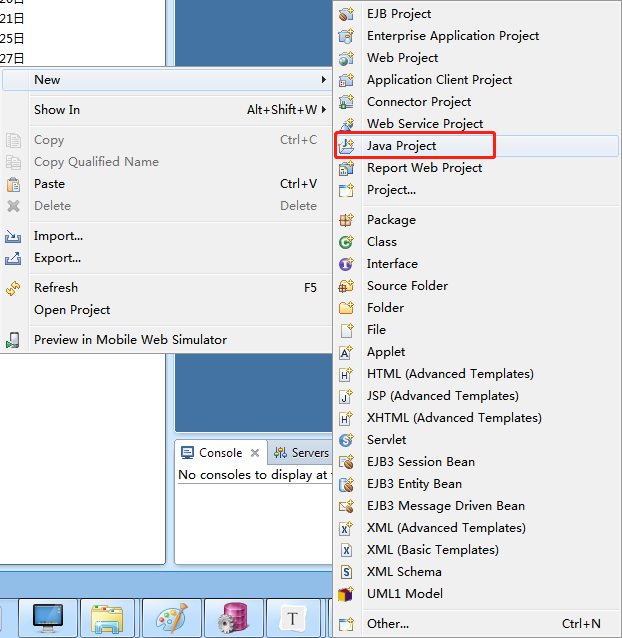 21日
25日
27日
New
Show In Alt+Shift+W
Copy Ctrl+C
Copy Qualified Name
Paste Ctrl+V
Delete Delete
Import...
Export...
Refresh F5
Open Project
Preview in Mobile Web Simulator
EJB Project
Enterprise Application Project
Web Project
Application Client Project
Connector Project
Web Service Project
Java Project
Report Web Project
Project...
Package
Class
Interface
Source Folder
Folder
File
Applet
HTML (Advanced Templates)
JSP (Advanced Templates)
XHTML (Advanced Templates)
Servlet
EJB3 Session Bean
EJB3 Entity Bean
EJB3 Message Driven Bean
XML (Advanced Templates)
XML (Basic Templates)
XML Schema
UML1 Model
Other... Ctrl+N
Console Servers
No consoles to display at
T